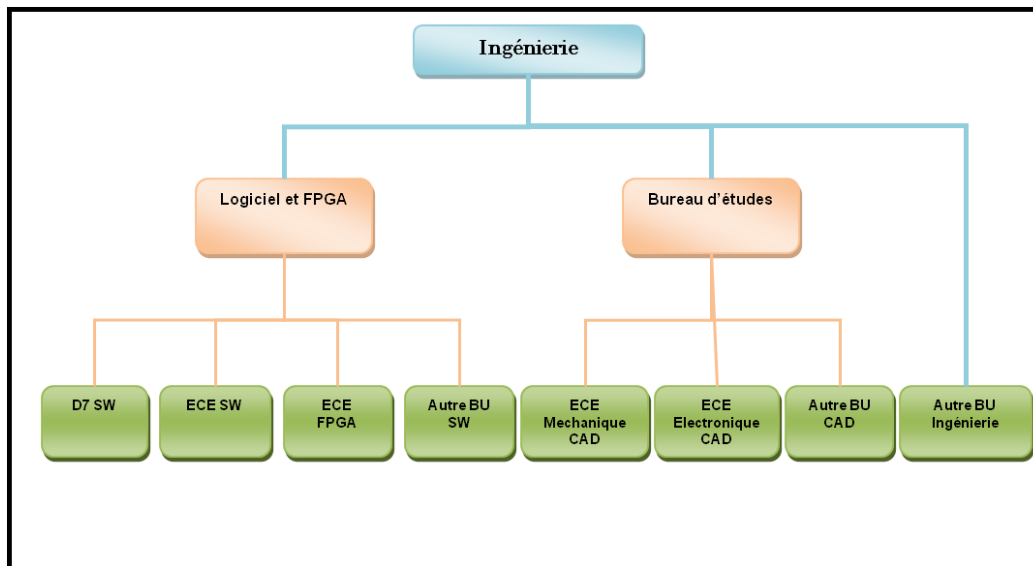 Ingénierie
Logiciel et FPGA
Bureau d'études
D7 SW
ECE SW
ECE
FPGA
Autre BU
SW
ECE
Mechanique
CAD
ECE
Electronique
CAD
Autre BU
CAD
Autre BU
Ingénierie